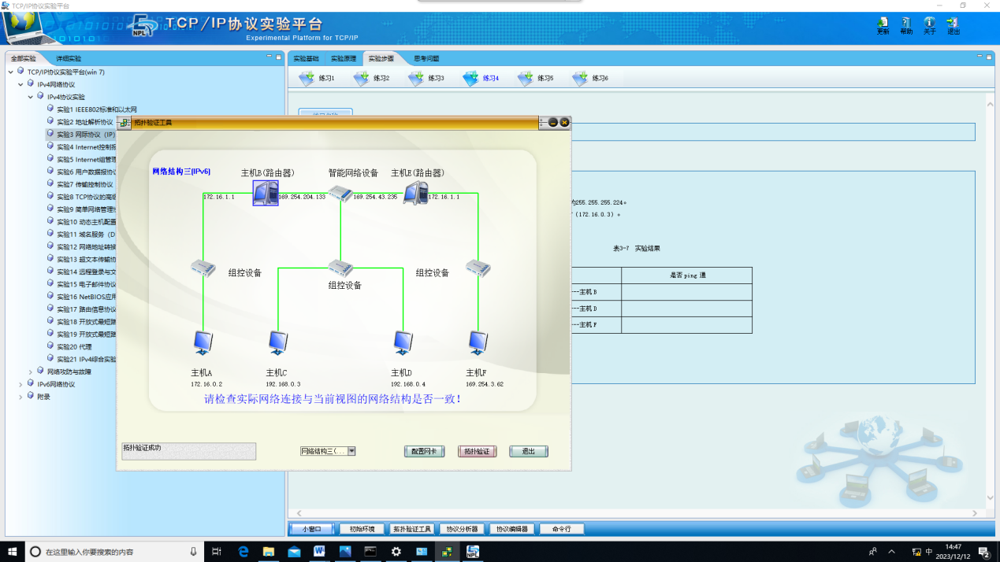 TCP/IP协议实验平台
NPL
TCP/IP协议实验平台
Experimental Platform for TCP/IP
更新 帮助 关于 退出
全部实验 详细实验
TCP/IP协议实验平台(win 7)
IPv4网络协议
IPv4协议实验
实验1 IEEE802标准和以太网
实验2 地址解析协议
实验3 网际协议（IP）
实验4 Internet控制报
实验5 Internet组管理
实验6 用户数据报协议
实验7 传输控制协议
实验8 TCP协议的高级
实验9 简单网络管理协
实验10 动态主机配置
实验11 域名服务（D
实验12 网络地址转换
实验13 超文本传输协
实验14 远程登录与文
实验15 电子邮件协议
实验16 NetBIOS应用
实验17 路由信息协议
实验18 开放式最短路
实验19 开放式最短路
实验20 代理
实验21 IPv4综合实验
网络攻防与故障
IPv6网络协议
附录
实验基础 实验原理 实验步骤 思考问题
练习1 练习2 练习3 练习4 练习5 练习6
为255.255.255.224。
（172.16.0.3）。
表3-7 实验结果
是否 ping 通
---主机 B
---主机 D
---主机 F
拓扑验证工具
网络结构三(IPv6)
主机B(路由器) 智能网络设备 主机E(路由器)
172.16.1.1 169.254.204.133 169.254.43.235 172.16.1.1
组控设备 组控设备 组控设备
主机A 主机C 主机D 主机F
172.16.0.2 192.168.0.3 192.168.0.4 169.254.3.62
请检查实际网络连接与当前视图的网络结构是否一致！
拓扑验证成功
网络结构三(... 配置网卡 拓扑验证 退出
小窗口 初始环境 拓扑验证工具 协议分析器 协议编辑器 命令行
在这里输入你要搜索的内容
中
14:47
2023/12/12
2